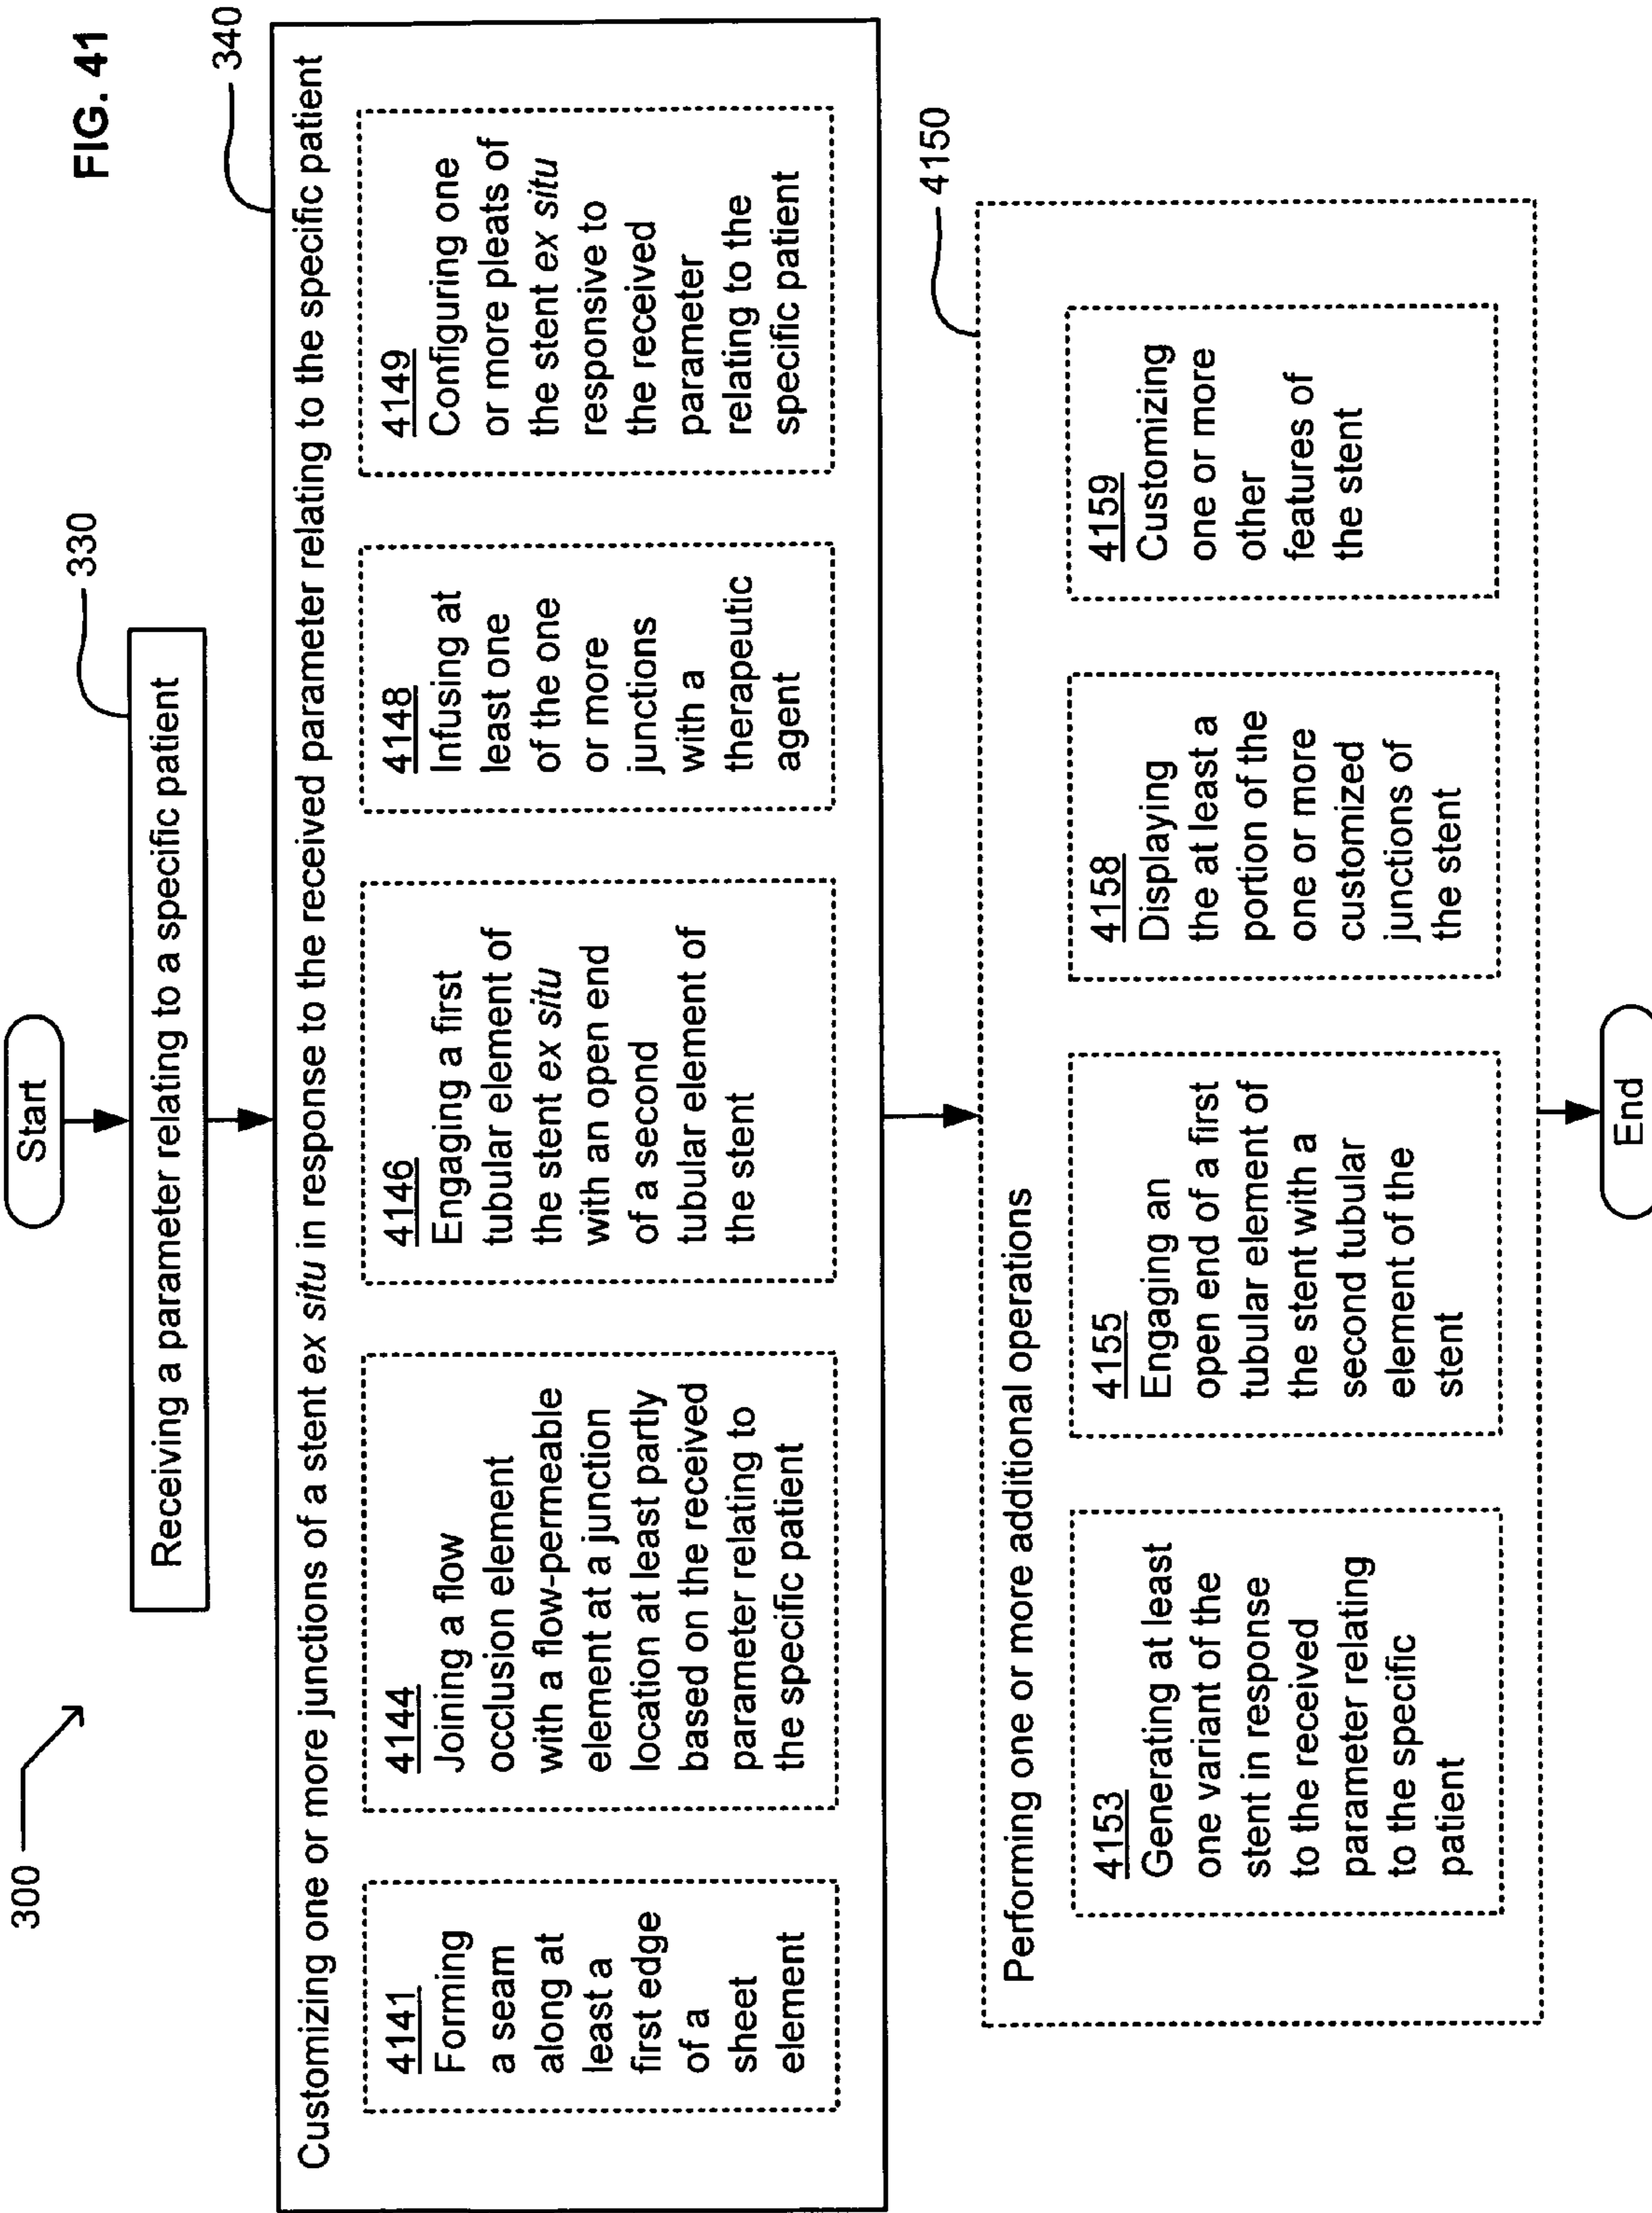 FIG. 41
300
Start
330
Receiving a parameter relating to a specific patient
340
Customizing one or more junctions of a stent ex situ in response to the received parameter relating to the specific patient
4141
Forming
a seam
along at
least a
first edge
of a
sheet
element
4144
Joining a flow
occlusion element
with a flow-permeable
element at a junction
location at least partly
based on the received
parameter relating to
the specific patient
4146
Engaging a first
tubular element of
the stent ex situ
with an open end
of a second
tubular element of
the stent
4148
Infusing at
least one
of the one
or more
junctions
with a
therapeutic
agent
4149
Configuring one
or more pleats of
the stent ex situ
responsive to
the received
parameter
relating to the
specific patient
4150
Performing one or more additional operations
4153
Generating at least
one variant of the
stent in response
to the received
parameter relating
to the specific
patient
4155
Engaging an
open end of a first
tubular element of
the stent with a
second tubular
element of the
stent
4158
Displaying
the at least a
portion of the
one or more
customized
junctions of
the stent
4159
Customizing
one or more
other
features of
the stent
End